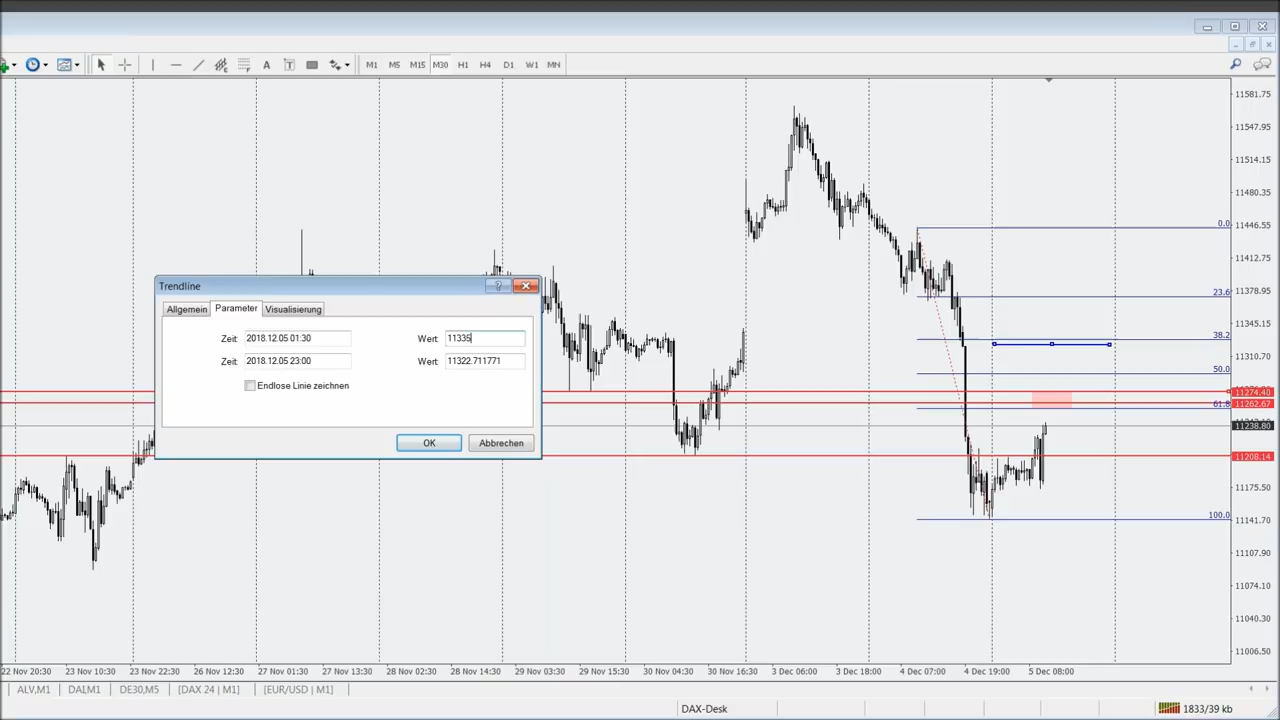 A T M1 M5 M15 M30 H1 H4 D1 W1 MN
11581.75
11547.95
11514.15
11480.35
0.0 11446.55
11412.75
23.6 11378.95
11345.15
38.2
11310.70
50.0
11274.40
61.8 11262.67
11238.80
11208.14
11175.50
100.0 11141.70
11107.90
11074.10
11040.30
11006.50
Trendline
Allgemein Parameter Visualisierung
Zeit: 2018.12.05 01:30 Wert: 11335
Zeit: 2018.12.05 23:00 Wert: 11322.711771
Endlose Linie zeichnen
OK Abbrechen
22 Nov 20:30 23 Nov 10:30 23 Nov 22:30 26 Nov 12:30 27 Nov 01:30 27 Nov 13:30 28 Nov 02:30 28 Nov 14:30 29 Nov 03:30 29 Nov 15:30 30 Nov 04:30 30 Nov 16:30 3 Dec 06:00 3 Dec 18:00 4 Dec 07:00 4 Dec 19:00 5 Dec 08:00
ALV,M1 DAI,M1 DE30,M5 [DAX 24 | M1] [EUR/USD | M1]
DAX-Desk 1833/39 kb